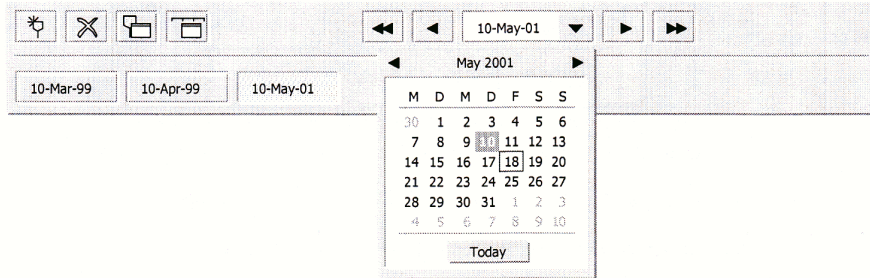 10-May-01
May 2001
10-Mar-99 10-Apr-99 10-May-01
M D M D F S S
30 1 2 3 4 5 6
7 8 9 10 11 12 13
14 15 16 17 18 19 20
21 22 23 24 25 26 27
28 29 30 31 1 2 3
4 5 6 7 8 9 10
Today